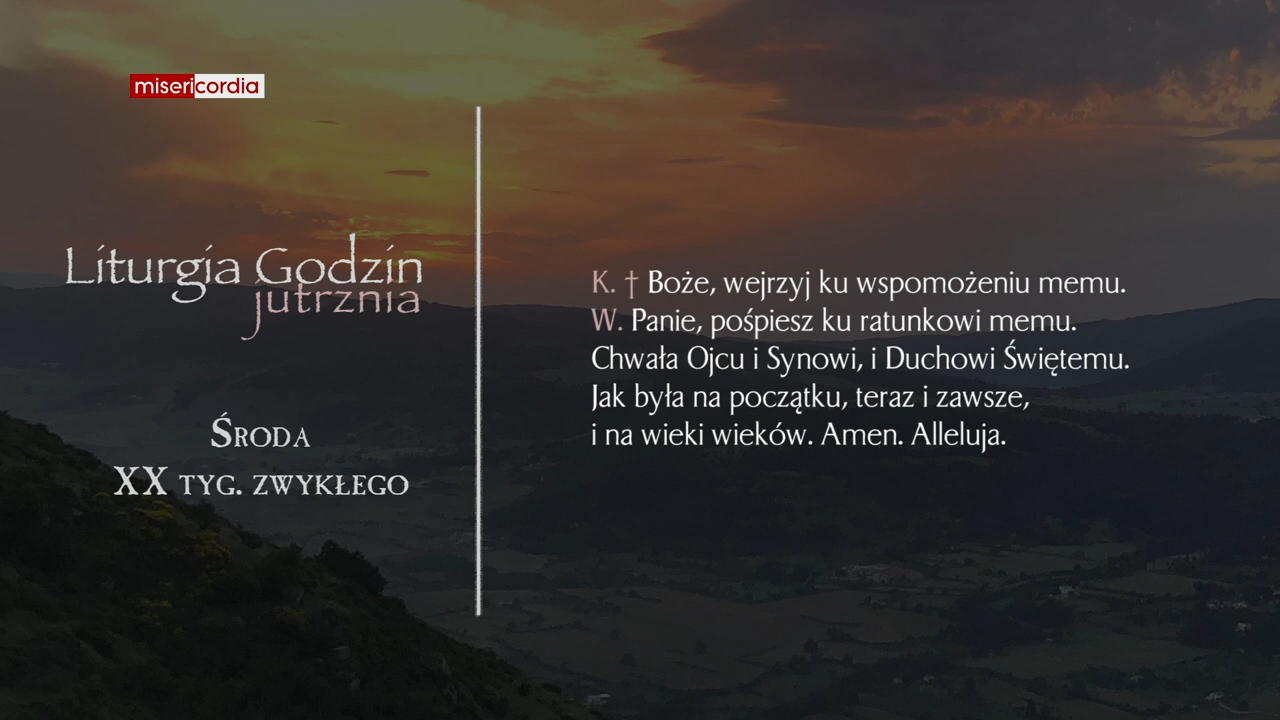 misericordia
Liturgia Godzin
jutrznia
Środa
XX tyg. zwykłego
K. † Boże, wejrzyj ku wspomożeniu memu.
W. Panie, pośpiesz ku ratunkowi memu.
Chwała Ojcu i Synowi, i Duchowi Świętemu.
Jak była na początku, teraz i zawsze,
i na wieki wieków. Amen. Alleluja.